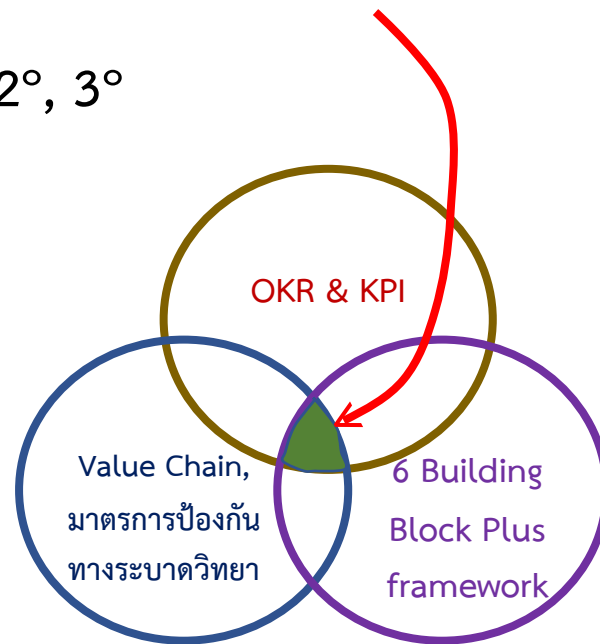 2°, 3°
OKR & KPI
Value Chain,
มาตรการป้องกัน
ทางระบาดวิทยา
6 Building
Block Plus
framework